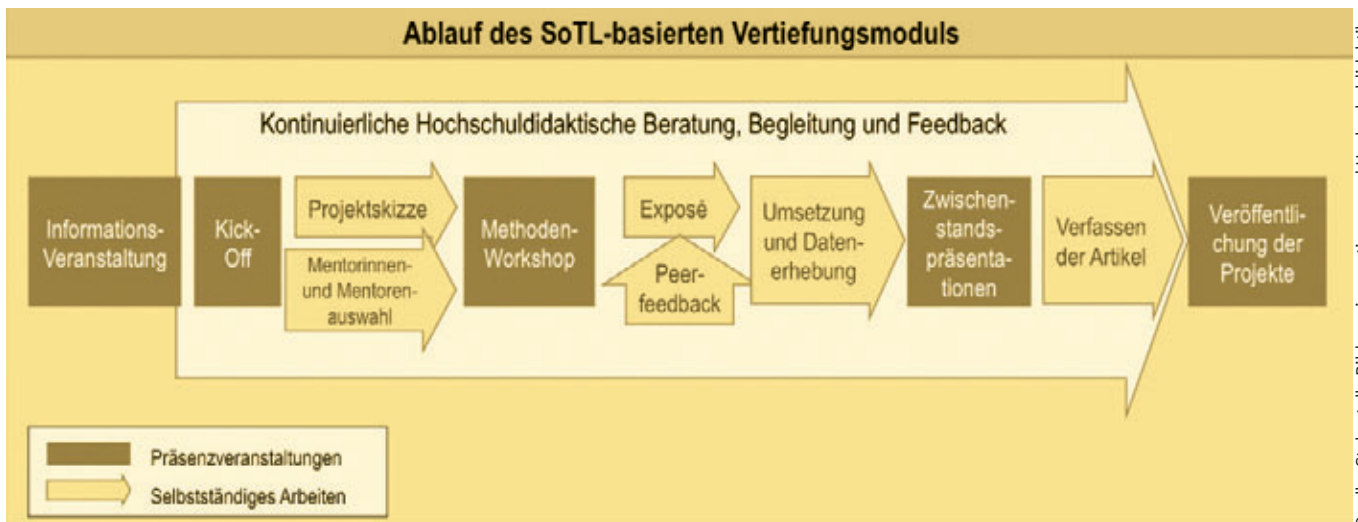 Ablauf des SoTL-basierten Vertiefungsmoduls
Kontinuierliche Hochschuldidaktische Beratung, Begleitung und Feedback
Informations-
Veranstaltung
Kick-
Off
Projektskizze
Mentorinnen-
und Mentoren-
auswahl
Methoden-
Workshop
Exposé
Peer-
feedback
Umsetzung
und Daten-
erhebung
Zwischen-
stands-
präsenta-
tionen
Verfassen
der Artikel
Veröffentli-
chung der
Projekte
Präsenzveranstaltungen
Selbstständiges Arbeiten